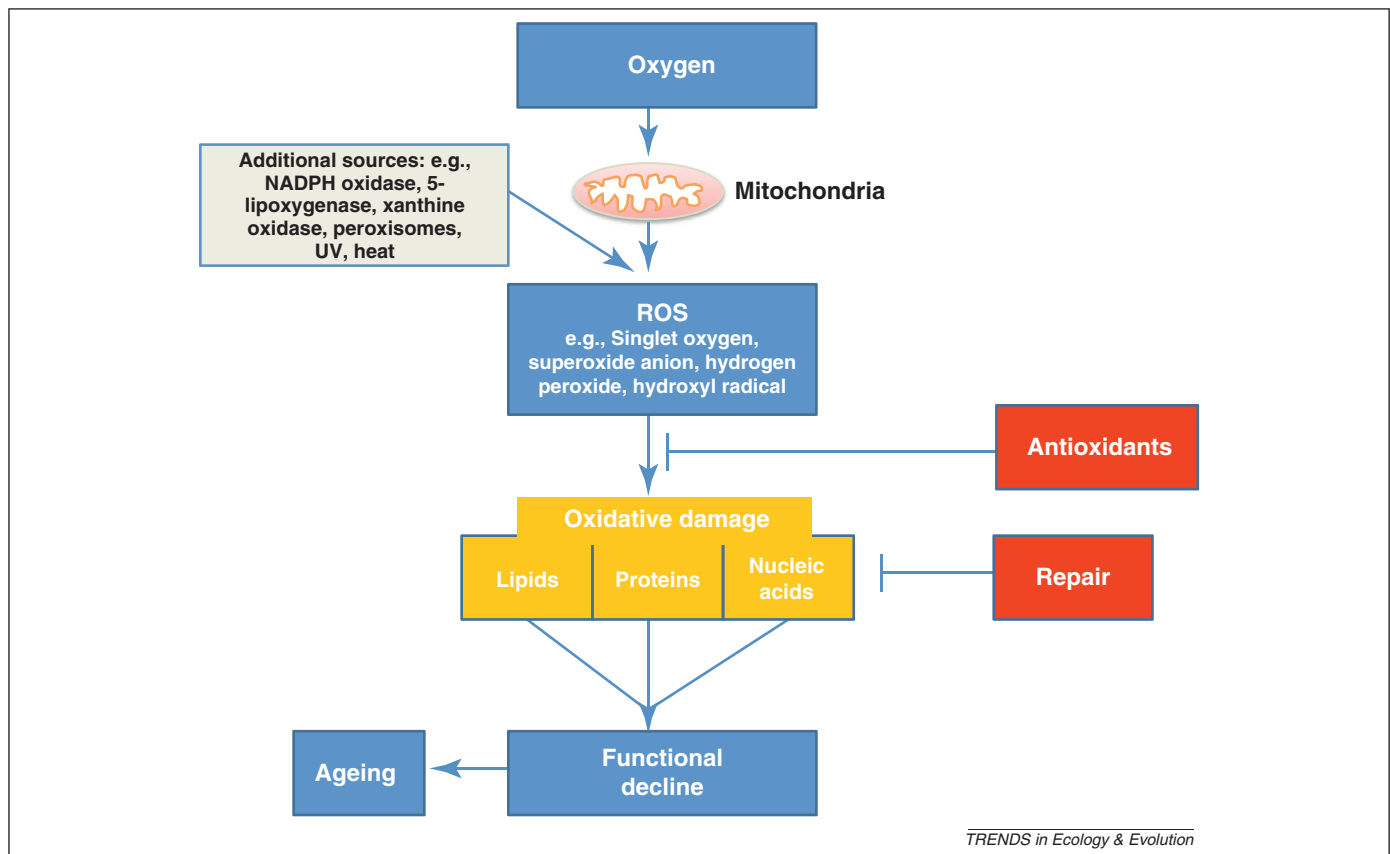 Oxygen
Additional sources: e.g.,
NADPH oxidase, 5-
lipoxygenase, xanthine
oxidase, peroxisomes,
UV, heat
Mitochondria
ROS
e.g., Singlet oxygen,
superoxide anion, hydrogen
peroxide, hydroxyl radical
Antioxidants
Oxidative damage
Lipids
Proteins
Nucleic
acids
Repair
Ageing
Functional
decline
TRENDS in Ecology & Evolution